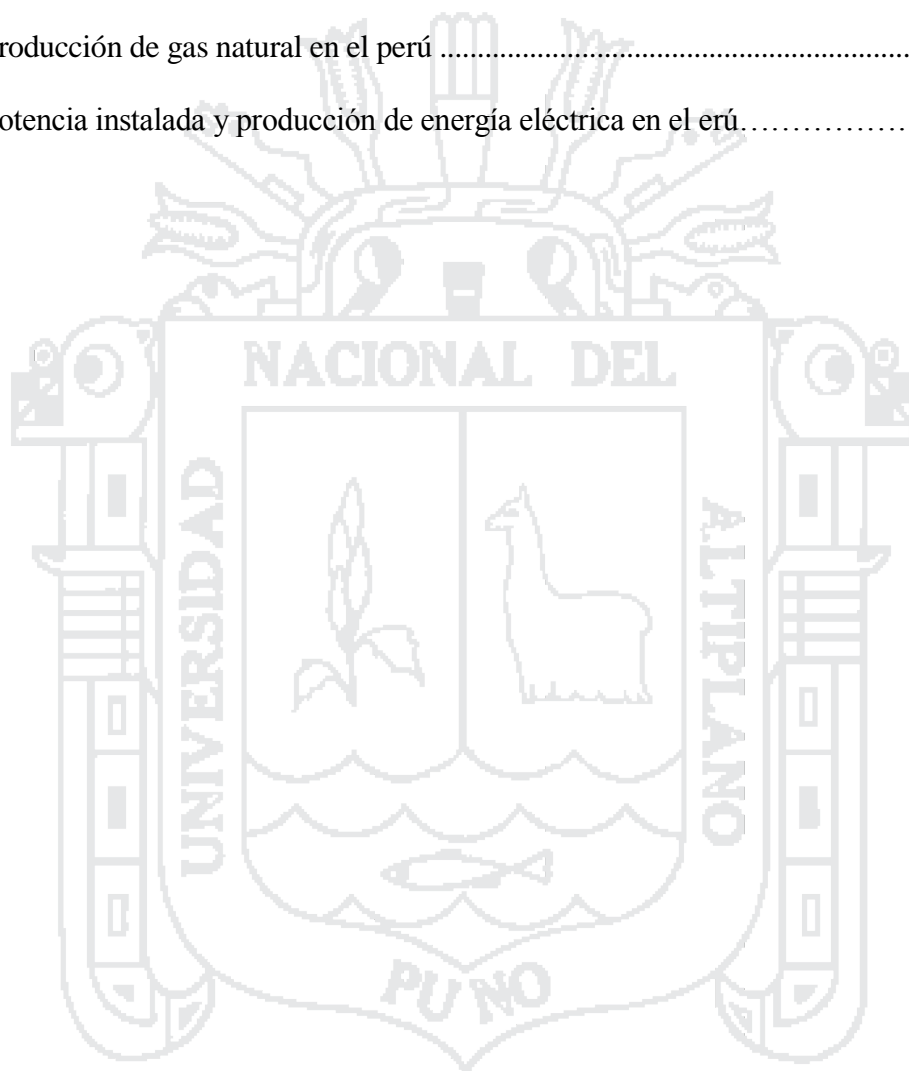 roducción de gas natural en el perú ................................................................
otencia instalada y producción de energía eléctrica en el erú……………
NACIONAL DEL
UNIVERSIDAD
ALTIPLANO
PUNO